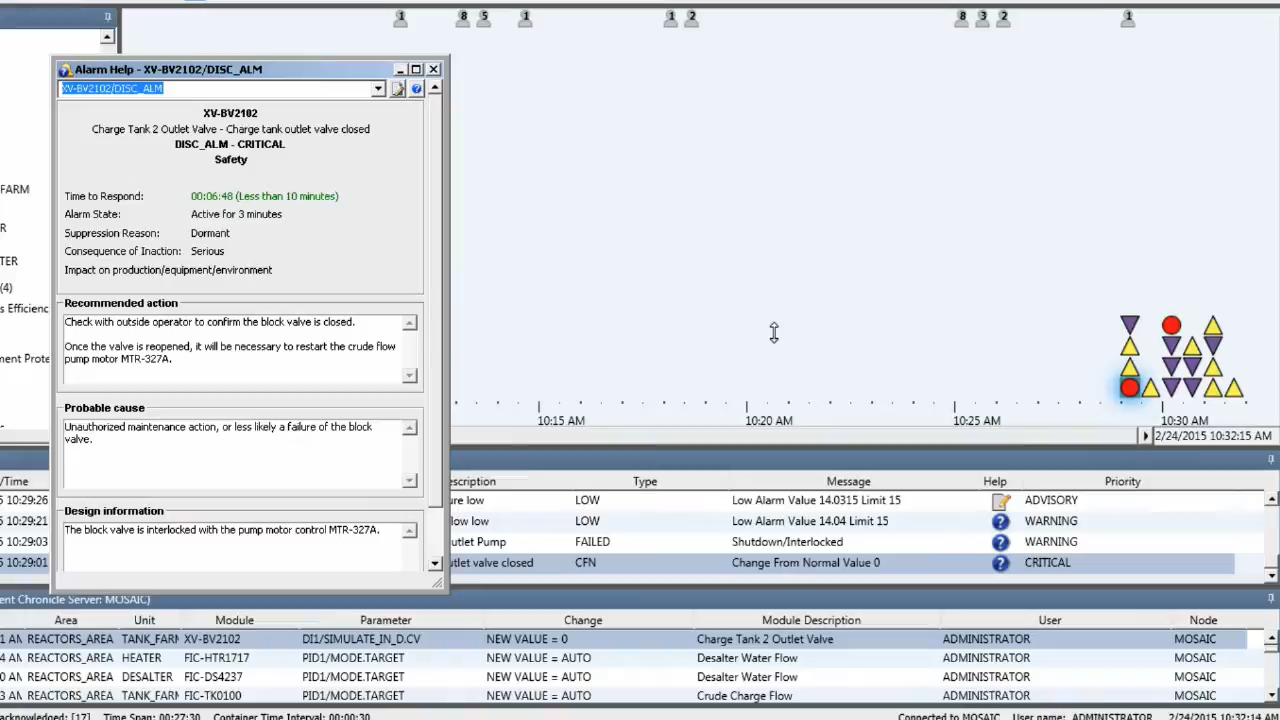 1 8 5 1 1 2 8 3 2 1
Alarm Help - XV-BV2102/DISC_ALM
XV-BV2102/DISC_ALM
XV-BV2102
Charge Tank 2 Outlet Valve - Charge tank outlet valve closed
DISC_ALM - CRITICAL
Safety
Time to Respond: 00:06:48 (Less than 10 minutes)
Alarm State: Active for 3 minutes
Suppression Reason: Dormant
Consequence of Inaction: Serious
Impact on production/equipment/environment
Recommended action
Check with outside operator to confirm the block valve is closed.
Once the valve is reopened, it will be necessary to restart the crude flow
pump motor MTR-327A.
Probable cause
Unauthorized maintenance action, or less likely a failure of the block
valve.
Design information
The block valve is interlocked with the pump motor control MTR-327A.
FARM
R
TER
(4)
s Efficienc
ment Prote
10:15 AM 10:20 AM 10:25 AM 10:30 AM
2/24/2015 10:32:15 AM
/Time escription Type Message Help Priority
5 10:29:26 ure low LOW Low Alarm Value 14.0315 Limit 15 ADVISORY
5 10:29:21 low low LOW Low Alarm Value 14.04 Limit 15 WARNING
5 10:29:03 utlet Pump FAILED Shutdown/Interlocked WARNING
5 10:29:01 utlet valve closed CFN Change From Normal Value 0 CRITICAL
ent Chronicle Server: MOSAIC)
Area Unit Module Parameter Change Module Description User Node
1 AM REACTORS_AREA TANK_FARM XV-BV2102 DI1/SIMULATE_IN_D.CV NEW VALUE = 0 Charge Tank 2 Outlet Valve ADMINISTRATOR MOSAIC
4 AM REACTORS_AREA HEATER FIC-HTR1717 PID1/MODE.TARGET NEW VALUE = AUTO Desalter Water Flow ADMINISTRATOR MOSAIC
0 AM REACTORS_AREA DESALTER FIC-DS4237 PID1/MODE.TARGET NEW VALUE = AUTO Desalter Water Flow ADMINISTRATOR MOSAIC
3 AM REACTORS_AREA TANK_FARM FIC-TK0100 PID1/MODE.TARGET NEW VALUE = AUTO Crude Charge Flow ADMINISTRATOR MOSAIC
acknowledged: [17] Time Span: 00:27:30 Container Time Interval: 00:00:30 Connected to MOSAIC User name: ADMINISTRATOR 2/24/2015 10:32:14 AM